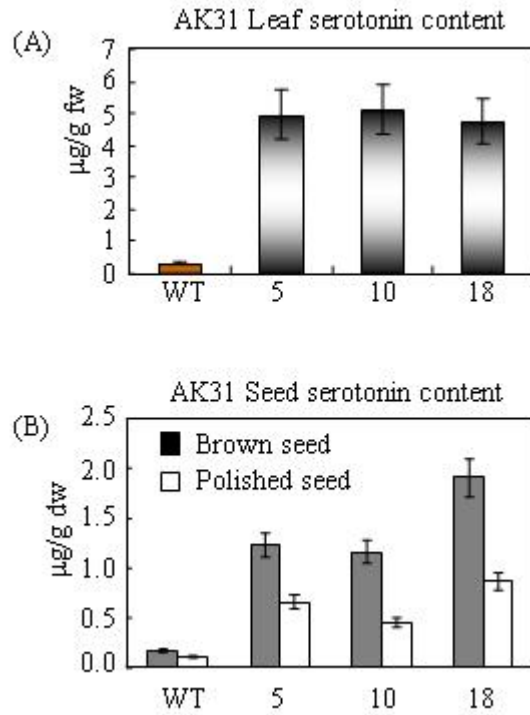 AK31 Leaf serotonin content
(A)
µg/g fw
7
6
5
4
3
2
1
0
WT 5 10 18
AK31 Seed serotonin content
(B)
µg/g dw
2.5
2.0
1.5
1.0
0.5
0.0
Brown seed
Polished seed
WT 5 10 18